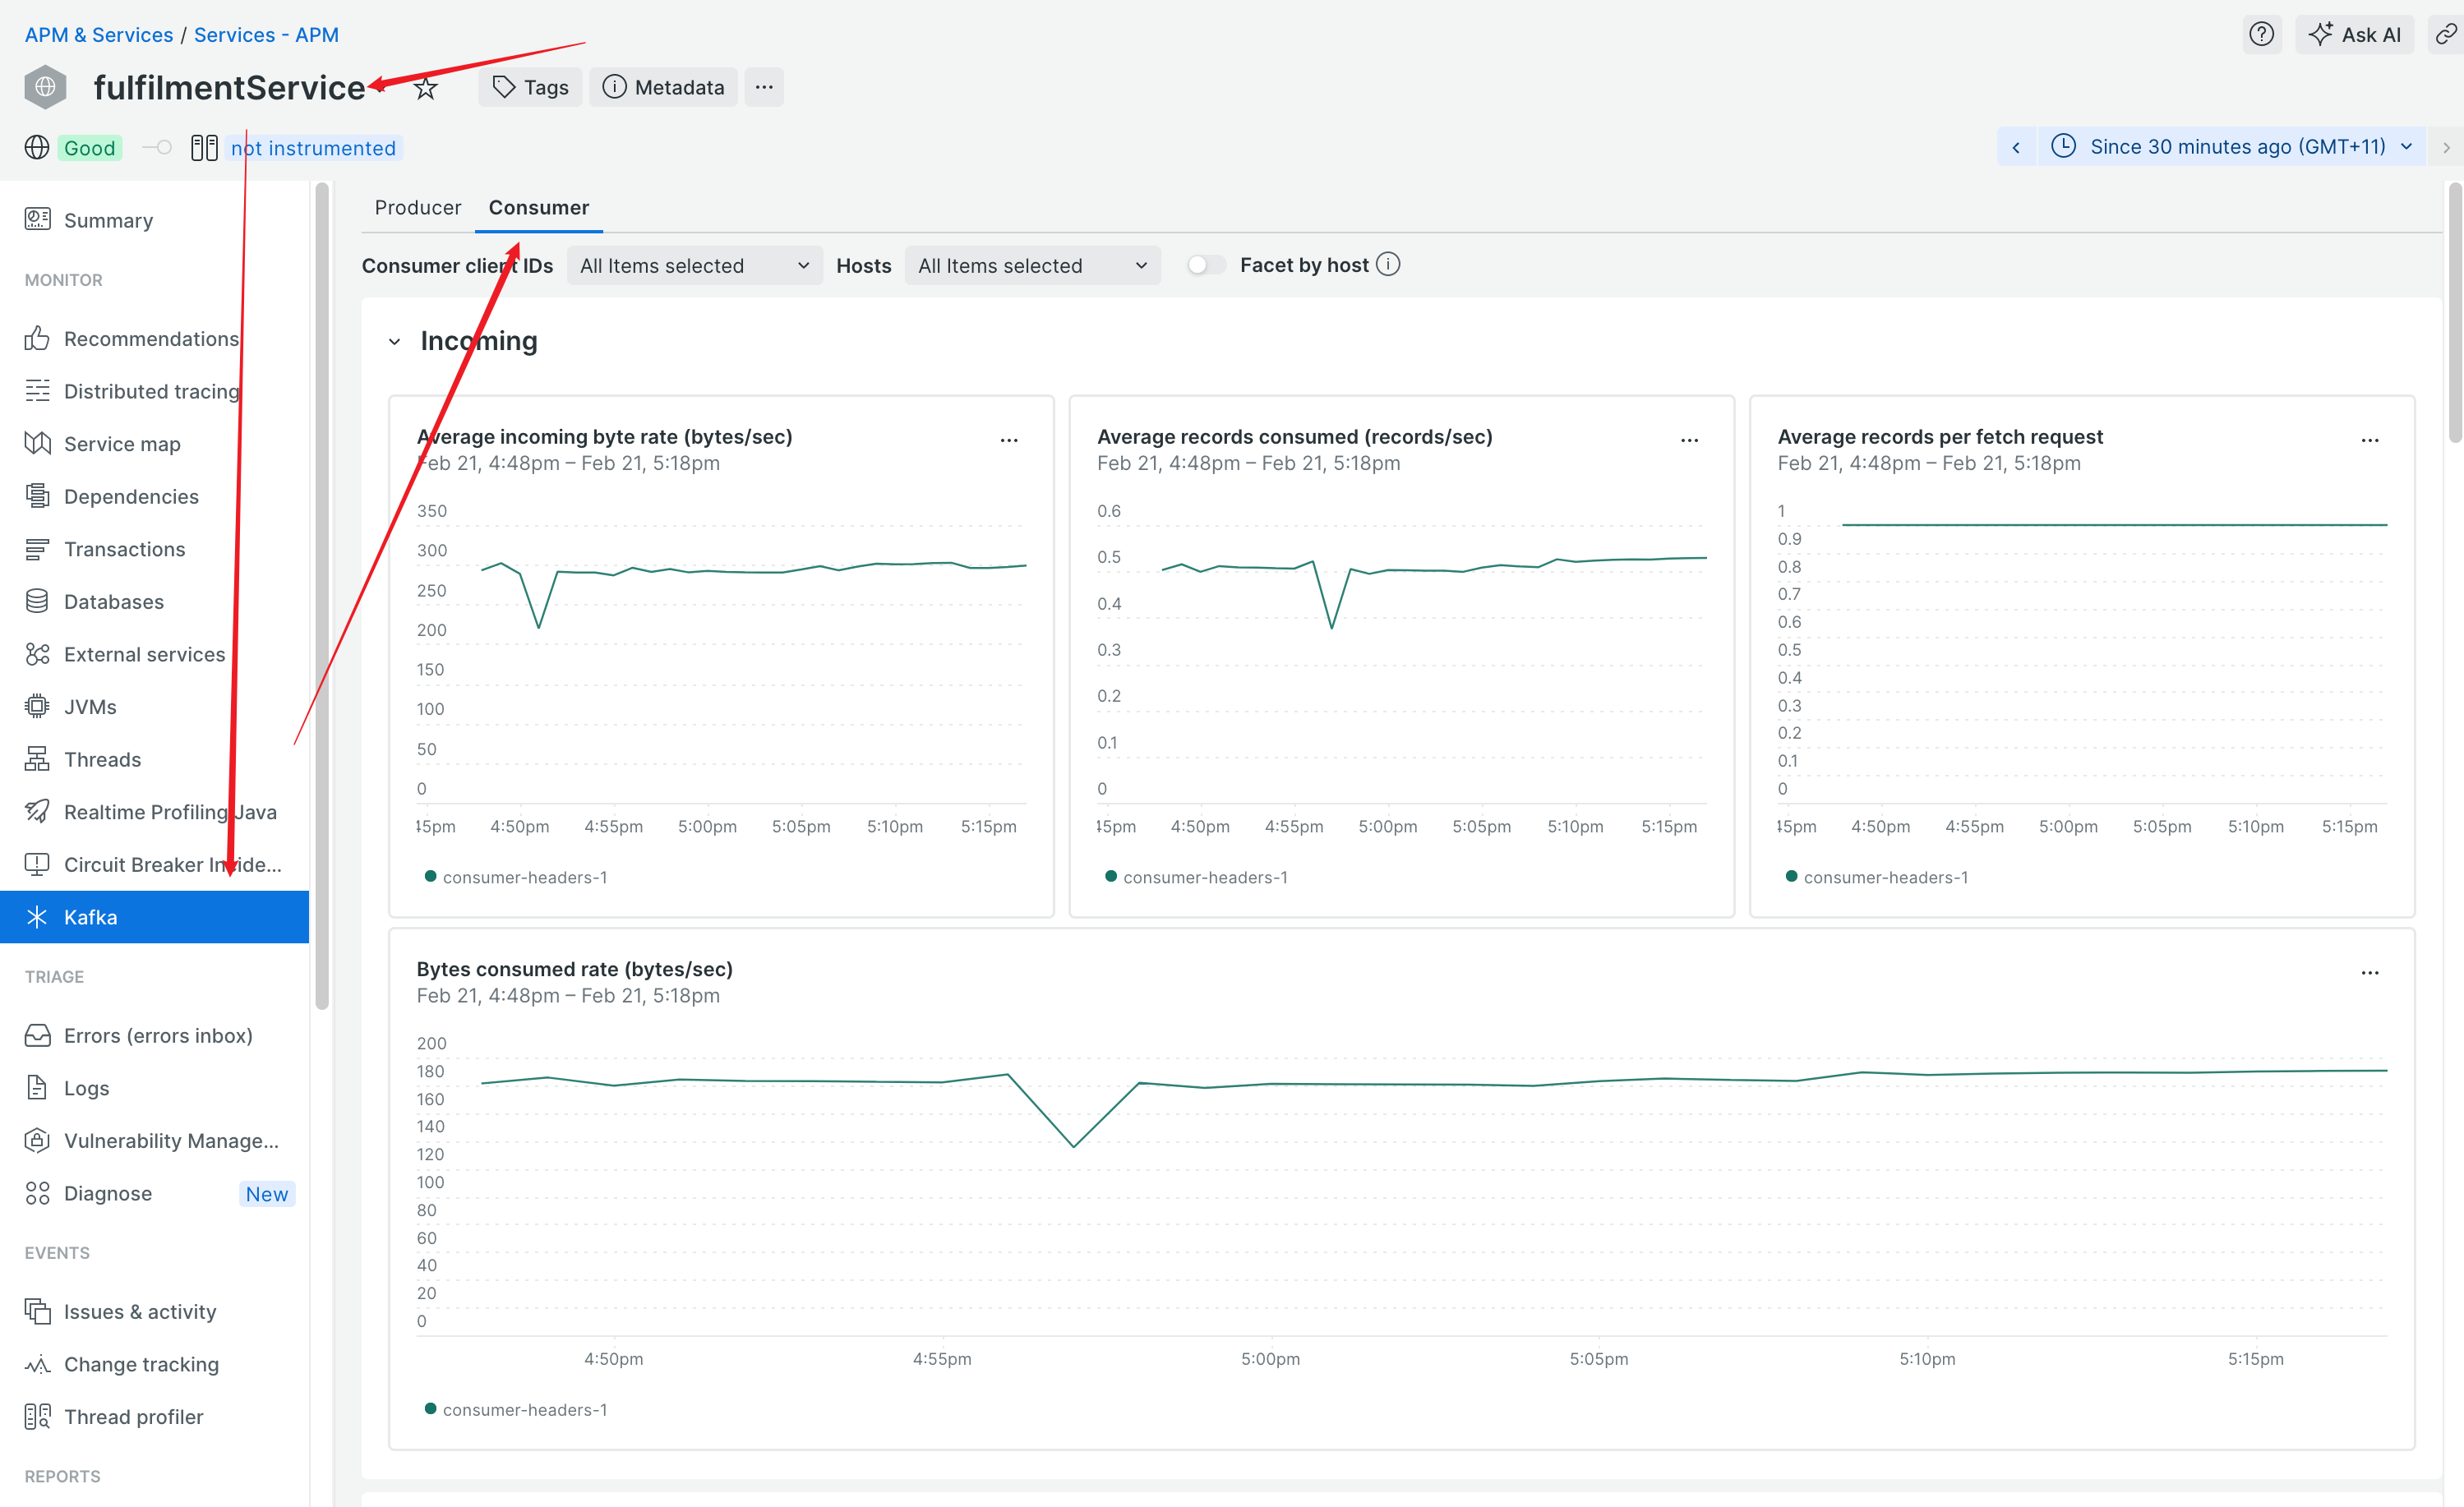 APM & Services / Services - APM
Ask AI
fulfilmentService
Tags
Metadata
Good
not instrumented
Since 30 minutes ago (GMT+11)
Summary
MONITOR
Recommendations
Distributed tracing
Service map
Dependencies
Transactions
Databases
External services
JVMs
Threads
Realtime Profiling Java
Circuit Breaker Incide...
Kafka
TRIAGE
Errors (errors inbox)
Logs
Vulnerability Manage...
Diagnose New
EVENTS
Issues & activity
Change tracking
Thread profiler
REPORTS
Producer Consumer
Consumer client IDs All Items selected Hosts All Items selected Facet by host
Incoming
Average incoming byte rate (bytes/sec)
Feb 21, 4:48pm – Feb 21, 5:18pm
350
300
250
200
150
100
50
0
45pm 4:50pm 4:55pm 5:00pm 5:05pm 5:10pm 5:15pm
consumer-headers-1
Average records consumed (records/sec)
Feb 21, 4:48pm – Feb 21, 5:18pm
0.6
0.5
0.4
0.3
0.2
0.1
0
45pm 4:50pm 4:55pm 5:00pm 5:05pm 5:10pm 5:15pm
consumer-headers-1
Average records per fetch request
Feb 21, 4:48pm – Feb 21, 5:18pm
1
0.9
0.8
0.7
0.6
0.5
0.4
0.3
0.2
0.1
0
45pm 4:50pm 4:55pm 5:00pm 5:05pm 5:10pm 5:15pm
consumer-headers-1
Bytes consumed rate (bytes/sec)
Feb 21, 4:48pm – Feb 21, 5:18pm
200
180
160
140
120
100
80
60
40
20
0
4:50pm 4:55pm 5:00pm 5:05pm 5:10pm 5:15pm
consumer-headers-1